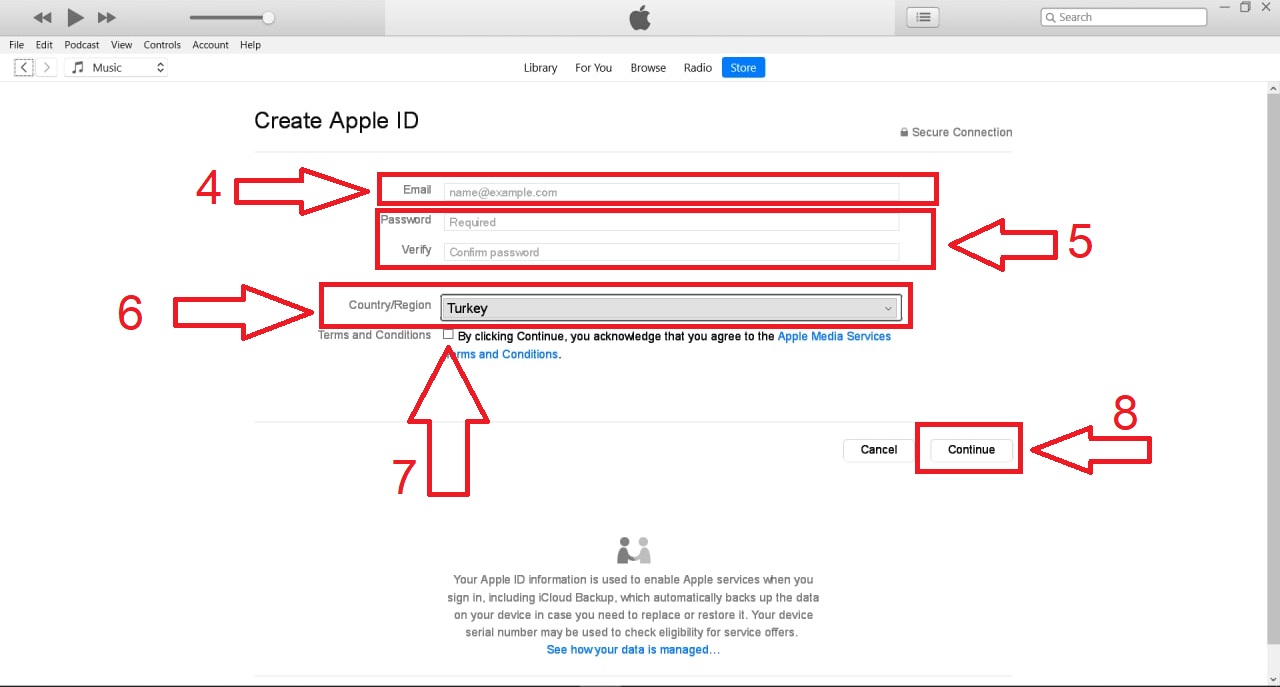 Search
File Edit Podcast View Controls Account Help
Music Library For You Browse Radio Store
Create Apple ID
Secure Connection
4 Email name@example.com
Password Required
5
Verify Confirm password
6 Country/Region Turkey
Terms and Conditions By clicking Continue, you acknowledge that you agree to the Apple Media Services
erms and Conditions.
8
Cancel Continue
7
Your Apple ID information is used to enable Apple services when you
sign in, including iCloud Backup, which automatically backs up the data
on your device in case you need to replace or restore it. Your device
serial number may be used to check eligibility for service offers.
See how your data is managed...